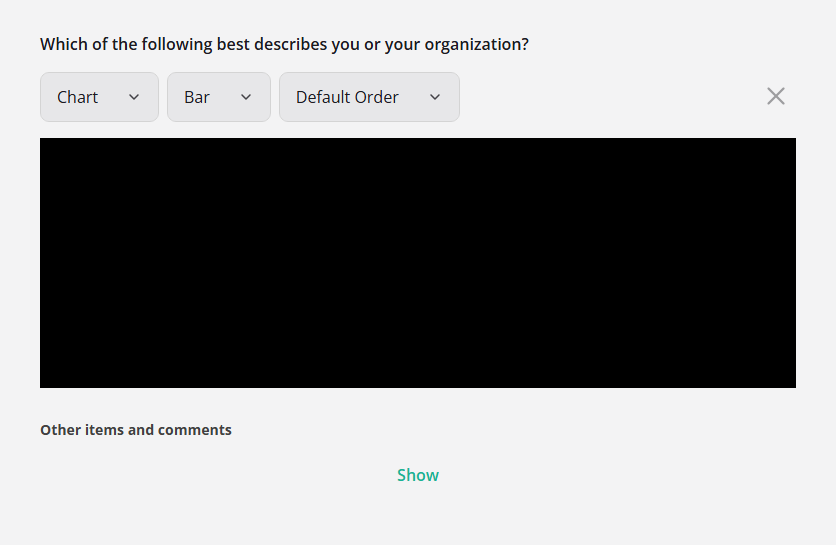 Which of the following best describes you or your organization?
Chart Bar Default Order
Other items and comments
Show